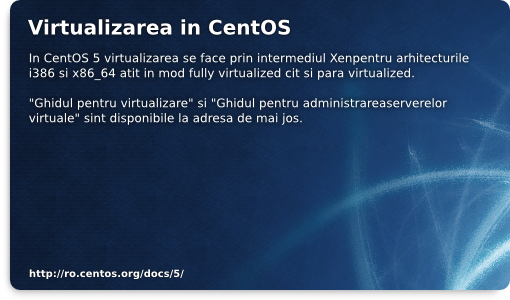 Virtualizarea in CentOS
In CentOS 5 virtualizarea se face prin intermediul Xenpentru arhitecturile
i386 si x86_64 atit in mod fully virtualized cit si para virtualized.
"Ghidul pentru virtualizare" si "Ghidul pentru administrareaserverelor
virtuale" sint disponibile la adresa de mai jos.
http://ro.centos.org/docs/5/